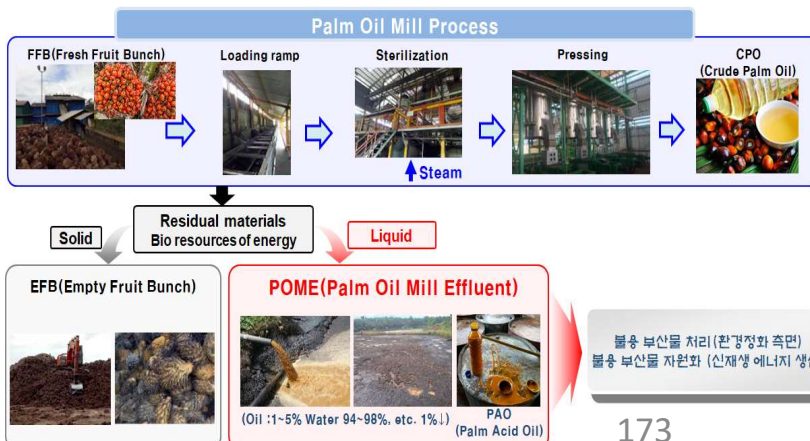 Palm Oil Mill Process
FFB(Fresh Fruit Bunch)
Loading ramp
Sterilization
Pressing
CPO
(Crude Palm Oil)
Steam
Residual materials
Bio resources of energy
Solid
Liquid
EFB(Empty Fruit Bunch)
POME(Palm Oil Mill Effluent)
(Oil :1~5% Water 94~98%, etc. 1%↓)
PAO
(Palm Acid Oil)
불용 부산물 처리(환경정화 측면)
불용 부산물 자원화 (신재생 에너지 생산
173